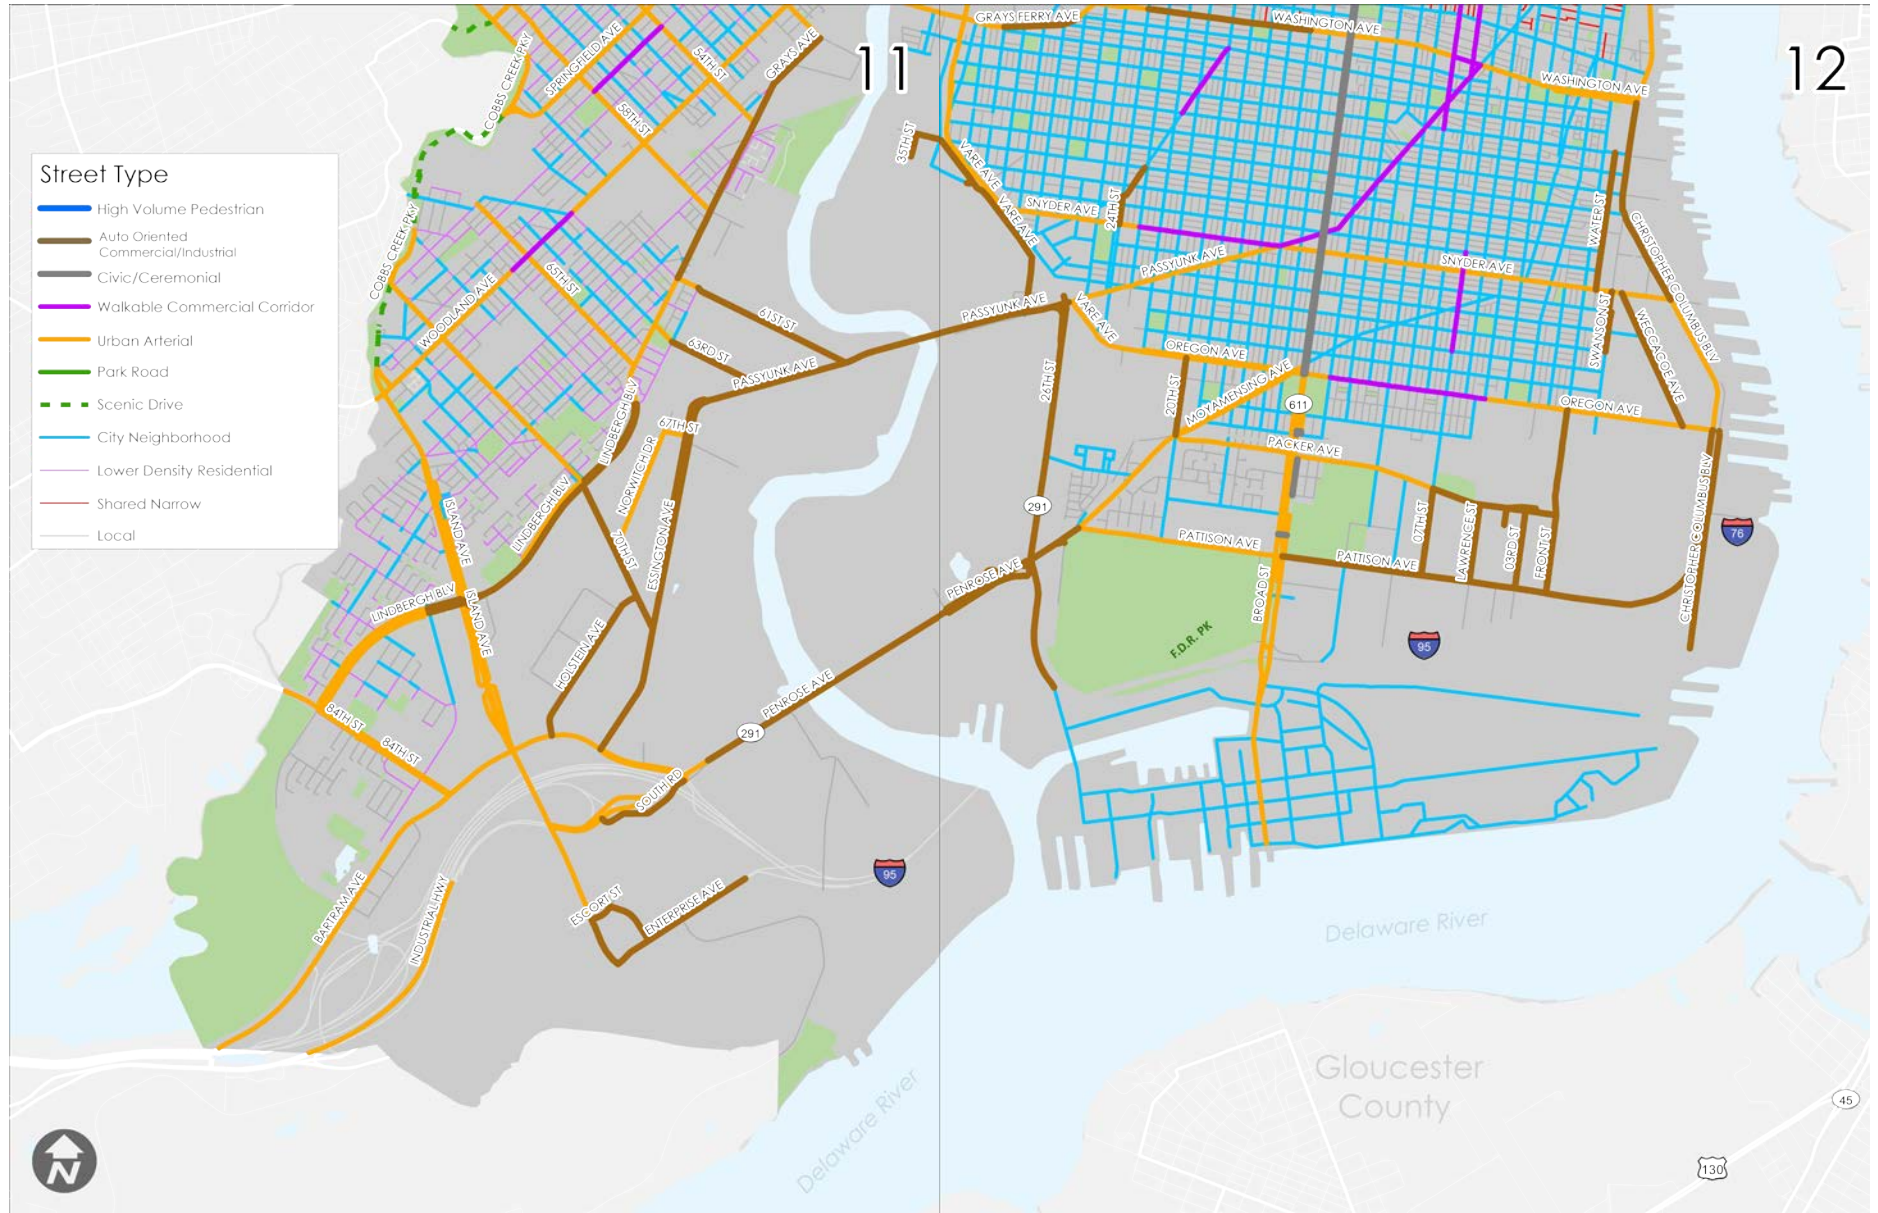 GRAYS FERRY AVE
WASHINGTON AVE
11
12
COBBS CREEK PKY
SPRINGFIELD AVE
54TH ST
GRAYS AVE
WASHINGTON AVE
58TH ST
35TH ST
VARE AVE
VARE AVE
SNYDER AVE
24TH ST
WATER ST
CHRISTOPHER COLUMBUS BLV
Street Type
High Volume Pedestrian
Auto Oriented
Commercial/Industrial
Civic/Ceremonial
Walkable Commercial Corridor
Urban Arterial
Park Road
Scenic Drive
City Neighborhood
Lower Density Residential
Shared Narrow
Local
COBBS CREEK PKY
WOODLAND AVE
65TH ST
PASSYUNK AVE
SNYDER AVE
61ST ST
PASSYUNK AVE
VARE AVE
63RD ST
PASSYUNK AVE
OREGON AVE
SWANSON ST
WECCACOE AVE
26TH ST
20TH ST
MOYAMENSING AVE
611
OREGON AVE
LINDBERGH BLV
67TH ST
NORWITCH DR
PACKER AVE
LINDBERGH BLV
ISLAND AVE
70TH ST
ESSINGTON AVE
291
PATTISON AVE
PATTISON AVE
07TH ST
LAWRENCE ST
03RD ST
FRONT ST
CHRISTOPHER COLUMBUS BLV
76
PENROSE AVE
BROAD ST
LINDBERGH BLV
ISLAND AVE
HOLSTEIN AVE
F.D.R. PK
95
PENROSE AVE
291
84TH ST
84TH ST
SOUTH RD
95
BARTRAM AVE
INDUSTRIAL HWY
ESCORT ST
ENTERPRISE AVE
Delaware River
Delaware River
Gloucester
County
45
130
N